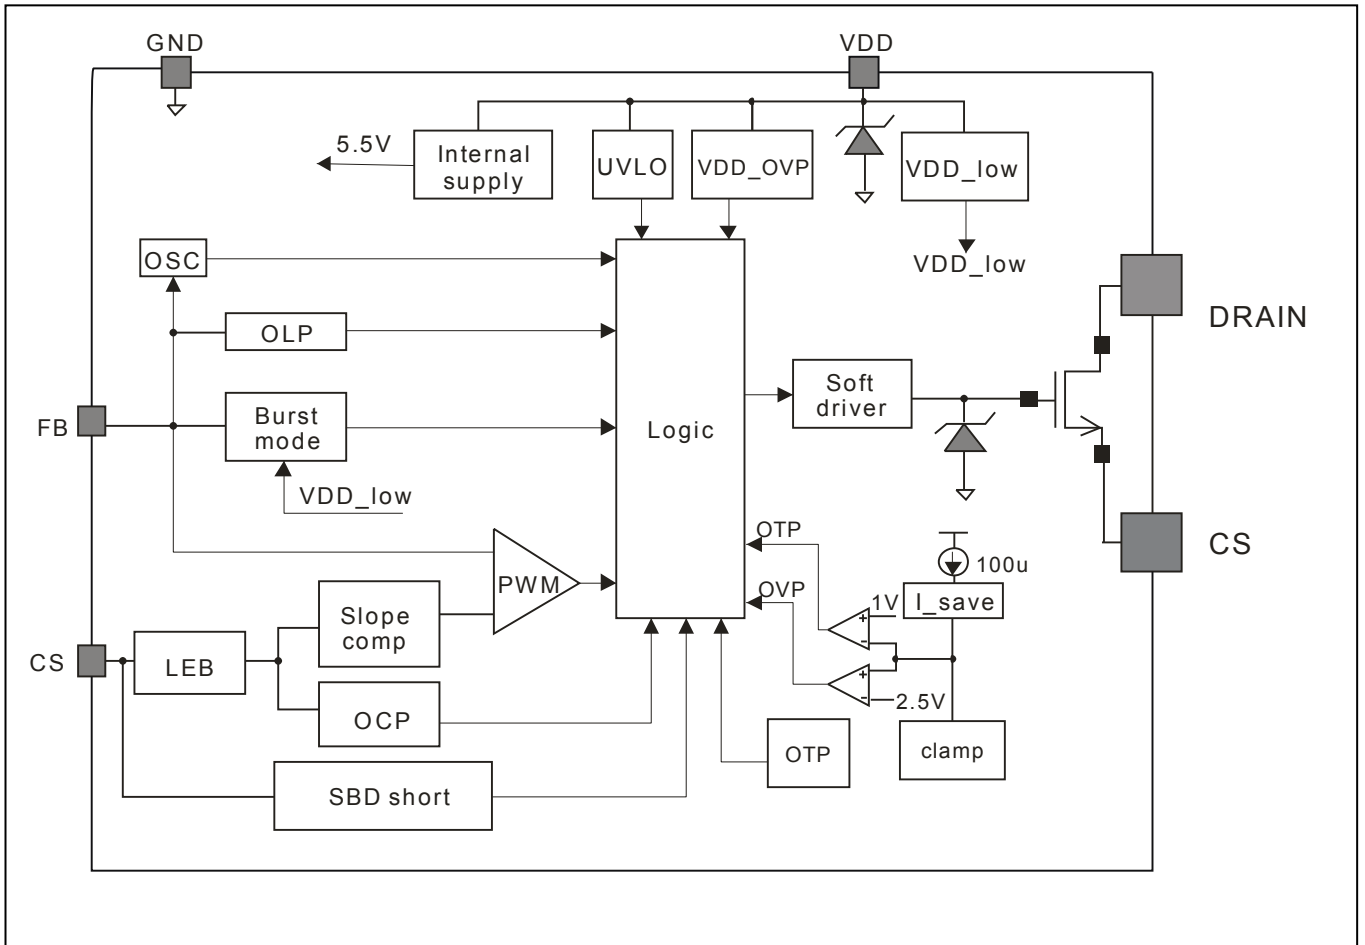 GND
VDD
5.5V
Internal
supply
UVLO
VDD_OVP
VDD_low
VDD_low
OSC
OLP
DRAIN
FB
Burst
mode
Logic
Soft
driver
VDD_low
OTP
CS
PWM
100u
OVP
1V
I_save
+
-
Slope
comp
CS
LEB
+
-
2.5V
OCP
OTP
clamp
SBD short